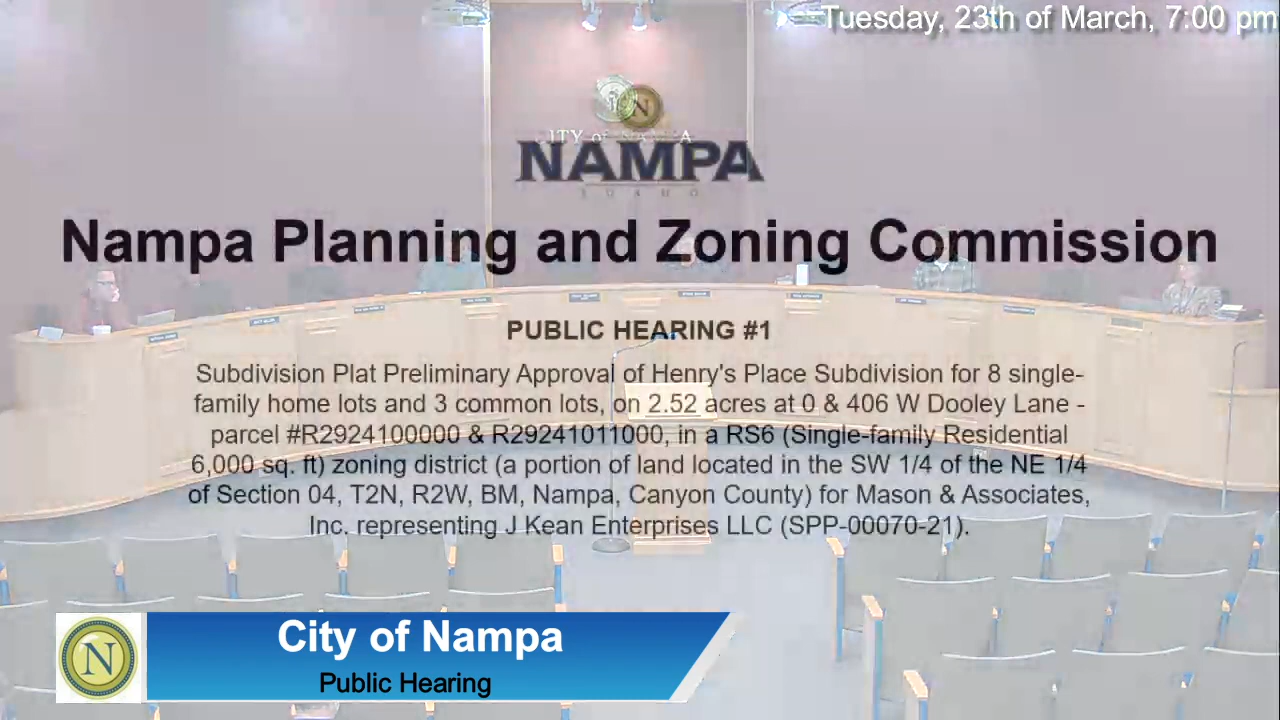 Tuesday, 23th of March, 7:00 pm
N
N
NAMPA
IDAHO
Nampa Planning and Zoning Commission
PUBLIC HEARING #1
Subdivision Plat Preliminary Approval of Henry's Place Subdivision for 8 single-
family home lots and 3 common lots, on 2.52 acres at 0 & 406 W Dooley Lane -
parcel #R2924100000 & R29241011000, in a RS6 (Single-family Residential
6,000 sq. ft) zoning district (a portion of land located in the SW 1/4 of the NE 1/4
of Section 04, T2N, R2W, BM, Nampa, Canyon County) for Mason & Associates,
Inc. representing J Kean Enterprises LLC (SPP-00070-21).
N
City of Nampa
Public Hearing